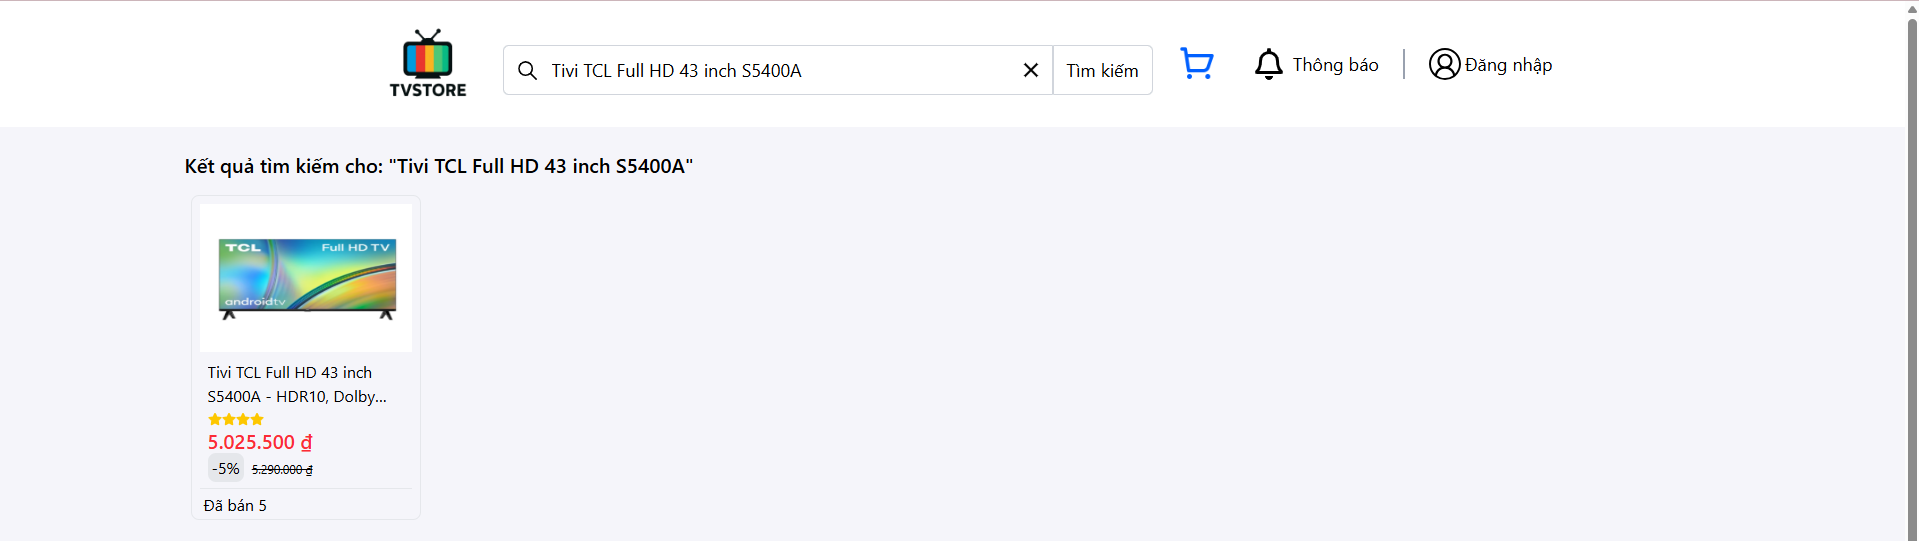 TVSTORE
Tivi TCL Full HD 43 inch S5400A
Tìm kiếm
Thông báo
Đăng nhập
Kết quả tìm kiếm cho: "Tivi TCL Full HD 43 inch S5400A"
TCL
Full HD TV
androidtv
Tivi TCL Full HD 43 inch
S5400A - HDR10, Dolby...
5.025.500 ₫
-5%
5.290.000 ₫
Đã bán 5